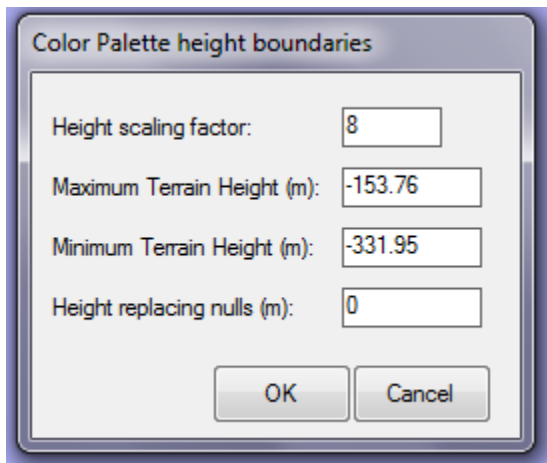 Color Palette height boundaries
Height scaling factor: 8
Maximum Terrain Height (m): -153.76
Minimum Terrain Height (m): -331.95
Height replacing nulls (m): 0
OK Cancel